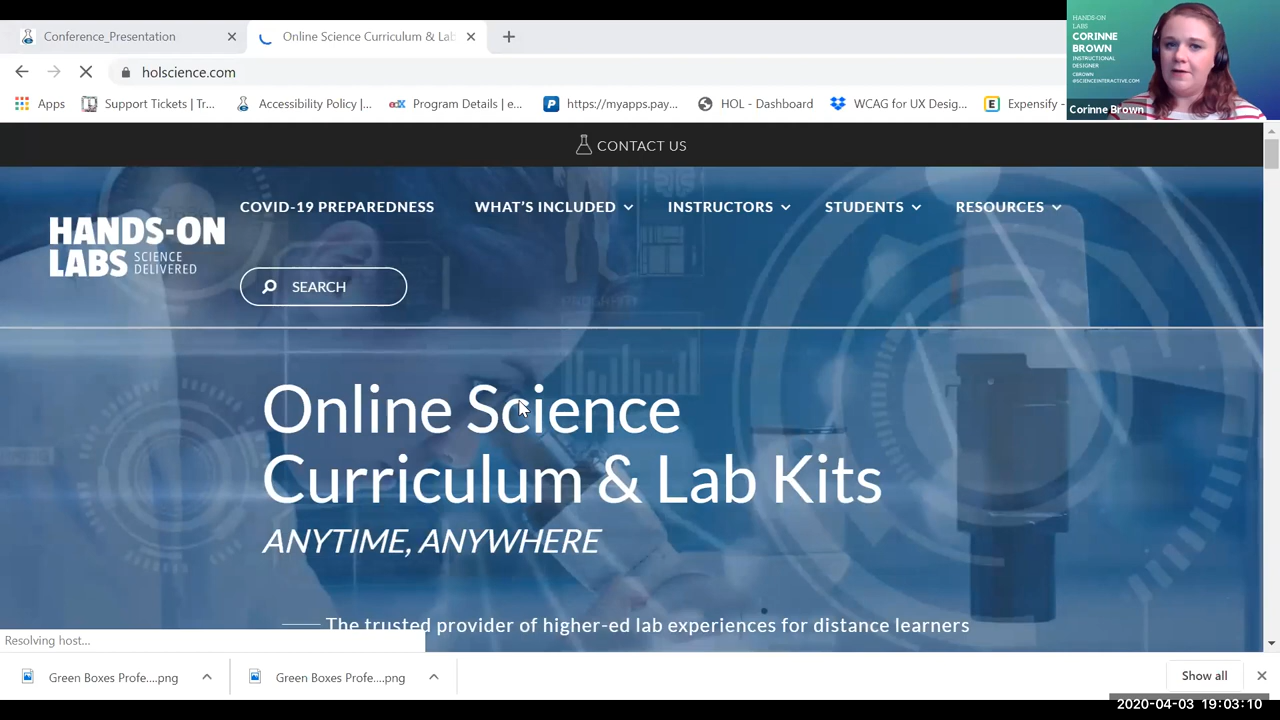 Conference_Presentation
Online Science Curriculum & Lab
holscience.com
Apps
Support Tickets | Tr...
Accessibility Policy |...
edX
Program Details | e...
P
https://myapps.pay...
HOL - Dashboard
WCAG for UX Desig...
E
Expensify -
HANDS-ON
LABS
CORINNE
BROWN
INSTRUCTIONAL
DESIGNER
CBROWN
@SCIENCEINTERACTIVE.COM
Corinne Brown
CONTACT US
HANDS-ON
LABS SCIENCE
DELIVERED
COVID-19 PREPAREDNESS
WHAT'S INCLUDED
INSTRUCTORS
STUDENTS
RESOURCES
SEARCH
Online Science
Curriculum & Lab Kits
ANYTIME, ANYWHERE
The trusted provider of higher-ed lab experiences for distance learners
Resolving host...
Green Boxes Profe....png
Green Boxes Profe....png
Show all
2020-04-03 19:03:10